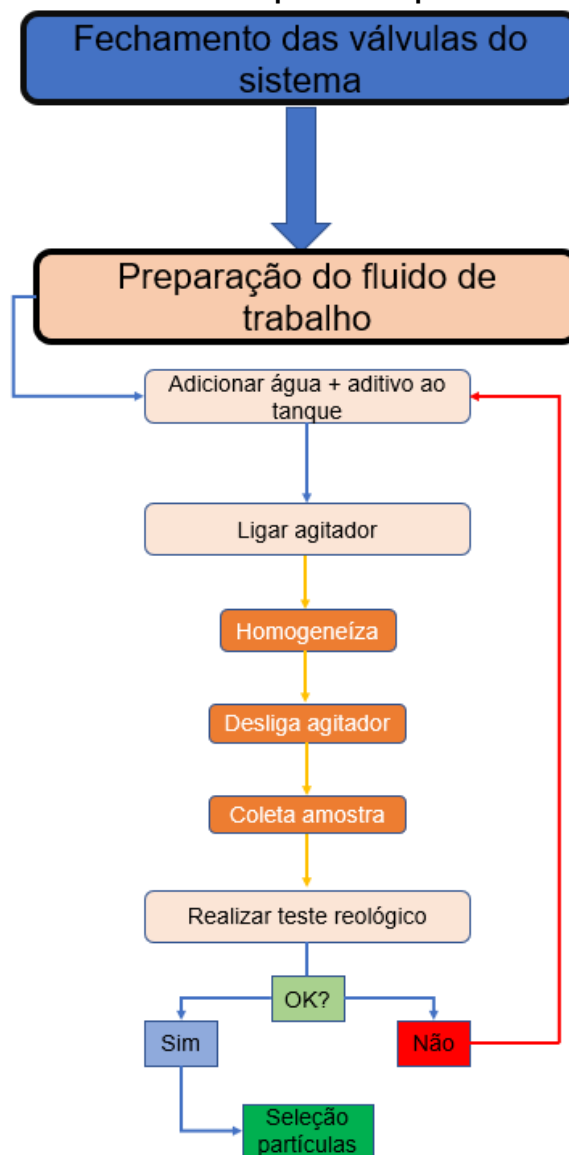 Fechamento das válvulas do
sistema
Preparação do fluido de
trabalho
Adicionar água + aditivo ao
tanque
Ligar agitador
Homogeneíza
Desliga agitador
Coleta amostra
Realizar teste reológico
OK?
Sim
Não
Seleção
partículas